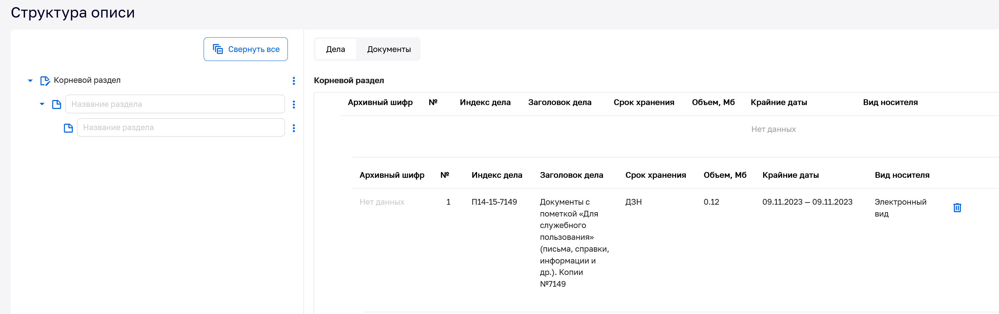 Структура описи
Свернуть все
Корневой раздел
Название раздела
Название раздела
Дела Документы
Корневой раздел
Архивный шифр № Индекс дела Заголовок дела Срок хранения Объем, Мб Крайние даты Вид носителя
Нет данных
Архивный шифр № Индекс дела Заголовок дела Срок хранения Объем, Мб Крайние даты Вид носителя
Нет данных 1 П14-15-7149 Документы с ДЗН 0.12 09.11.2023 — 09.11.2023 Электронный
пометкой «Для вид
служебного
пользования»
(письма, справки,
информации и
др.). Копии
№7149